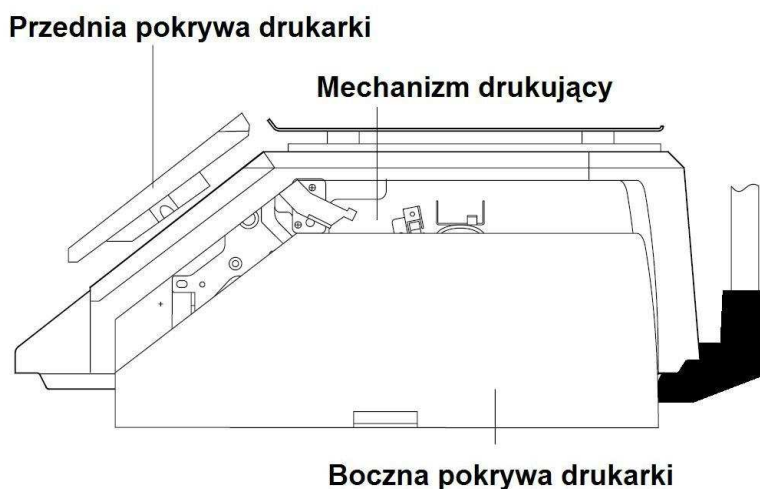 Przednia pokrywa drukarki
Mechanizm drukujący
Boczna pokrywa drukarki